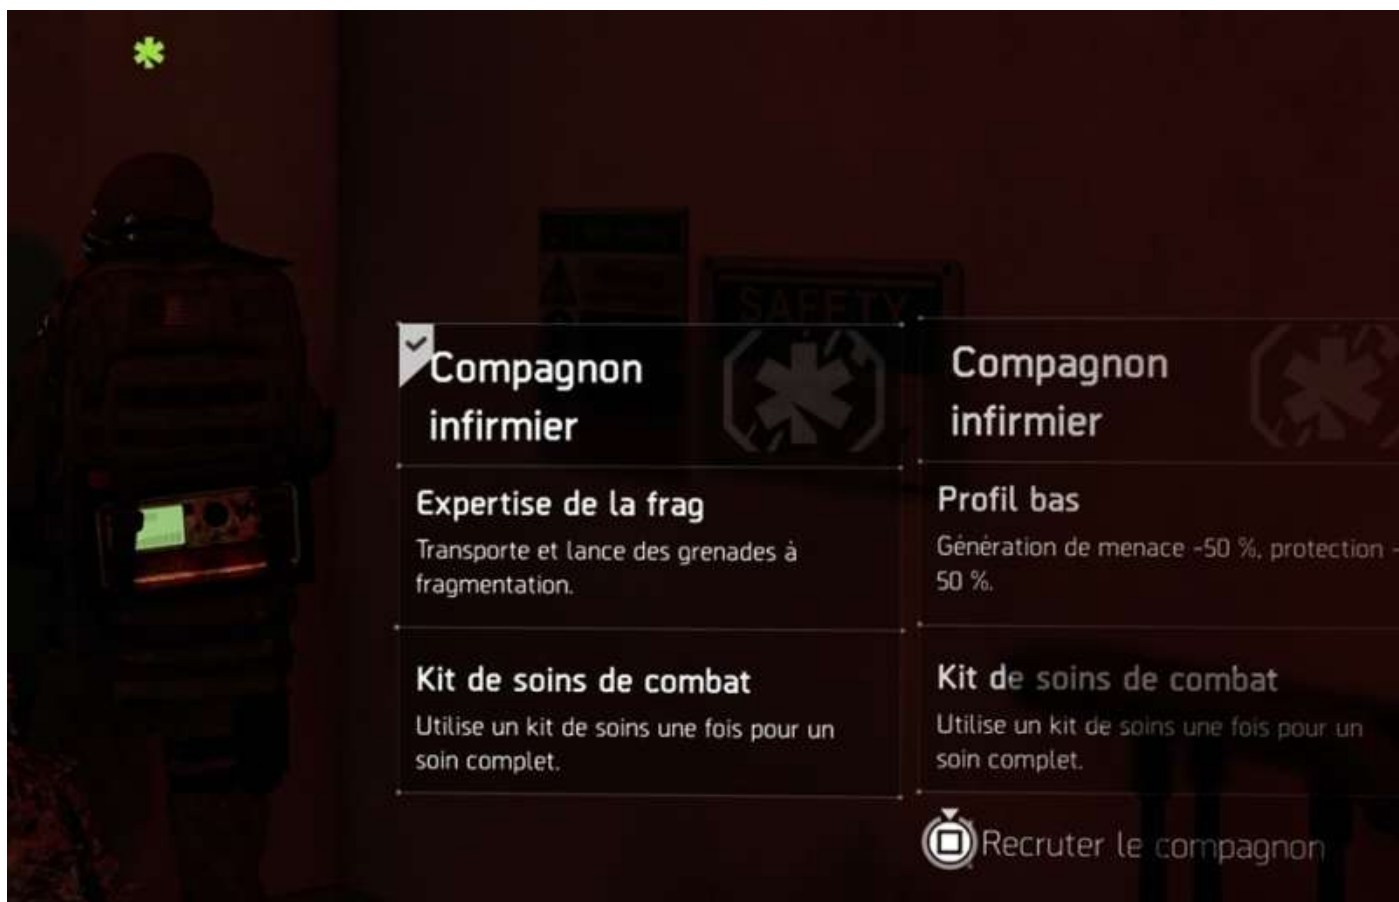 SAFETY
Compagnon
infirmier
Expertise de la frag
Transporte et lance des grenades à
fragmentation.
Kit de soins de combat
Utilise un kit de soins une fois pour un
soin complet.
Compagnon
infirmier
Profil bas
Génération de menace -50 %, protection -
50 %.
Kit de soins de combat
Utilise un kit de soins une fois pour un
soin complet.
Recruter le compagnon